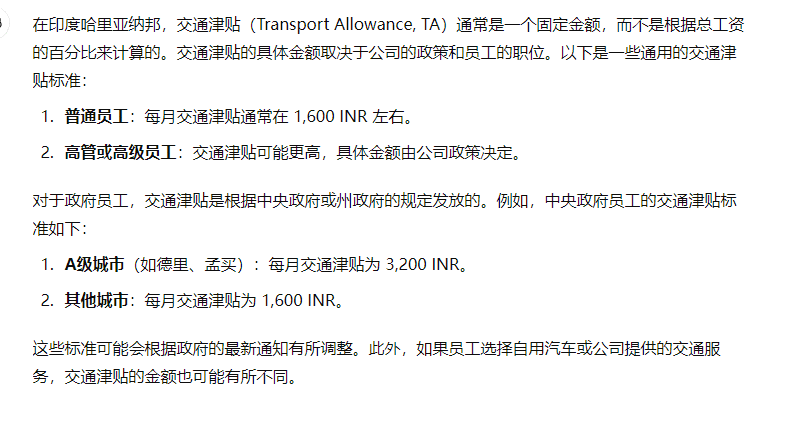 在印度哈里亚纳邦，交通津贴（Transport Allowance, TA）通常是一个固定金额，而不是根据总工资
的百分比来计算的。交通津贴的具体金额取决于公司的政策和员工的职位。以下是一些通用的交通津
贴标准：
1. 普通员工：每月交通津贴通常在 1,600 INR 左右。
2. 高管或高级员工：交通津贴可能更高，具体金额由公司政策决定。
对于政府员工，交通津贴是根据中央政府或州政府的规定发放的。例如，中央政府员工的交通津贴标
准如下：
1. A级城市（如德里、孟买）：每月交通津贴为 3,200 INR。
2. 其他城市：每月交通津贴为 1,600 INR。
这些标准可能会根据政府的最新通知有所调整。此外，如果员工选择自用汽车或公司提供的交通服
务，交通津贴的金额也可能有所不同。